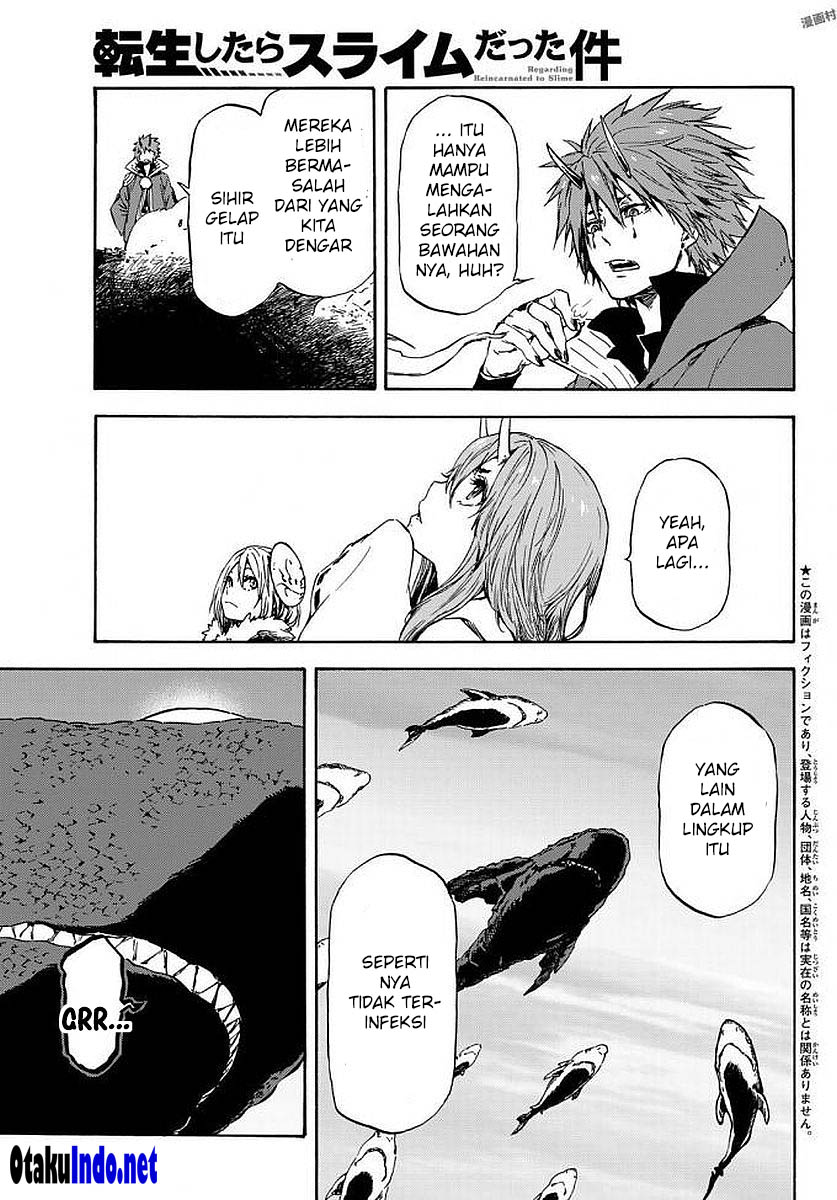 漫画村
転生したらスライムだった件
Regarding
Reincarnated to Slime
... ITU
HANYA
MAMPU
MENGA-
LAHKAN
SEORANG
BAWAHAN
NYA, HUH?
MEREKA
LEBIH
BERMA-
SALAH
DARI YANG
KITA
DENGAR
SIHIR
GELAP
ITU
YEAH,
APA
LAGI...
YANG
LAIN
DALAM
LINGKUP
ITU
SEPERTI
NYA
TIDAK TER-
INFEKSI
GRR...
★この漫画はフィクションであり、登場する人物、団体、地名、国名等は実在の名称とは関係ありません。
OtakuIndo.net